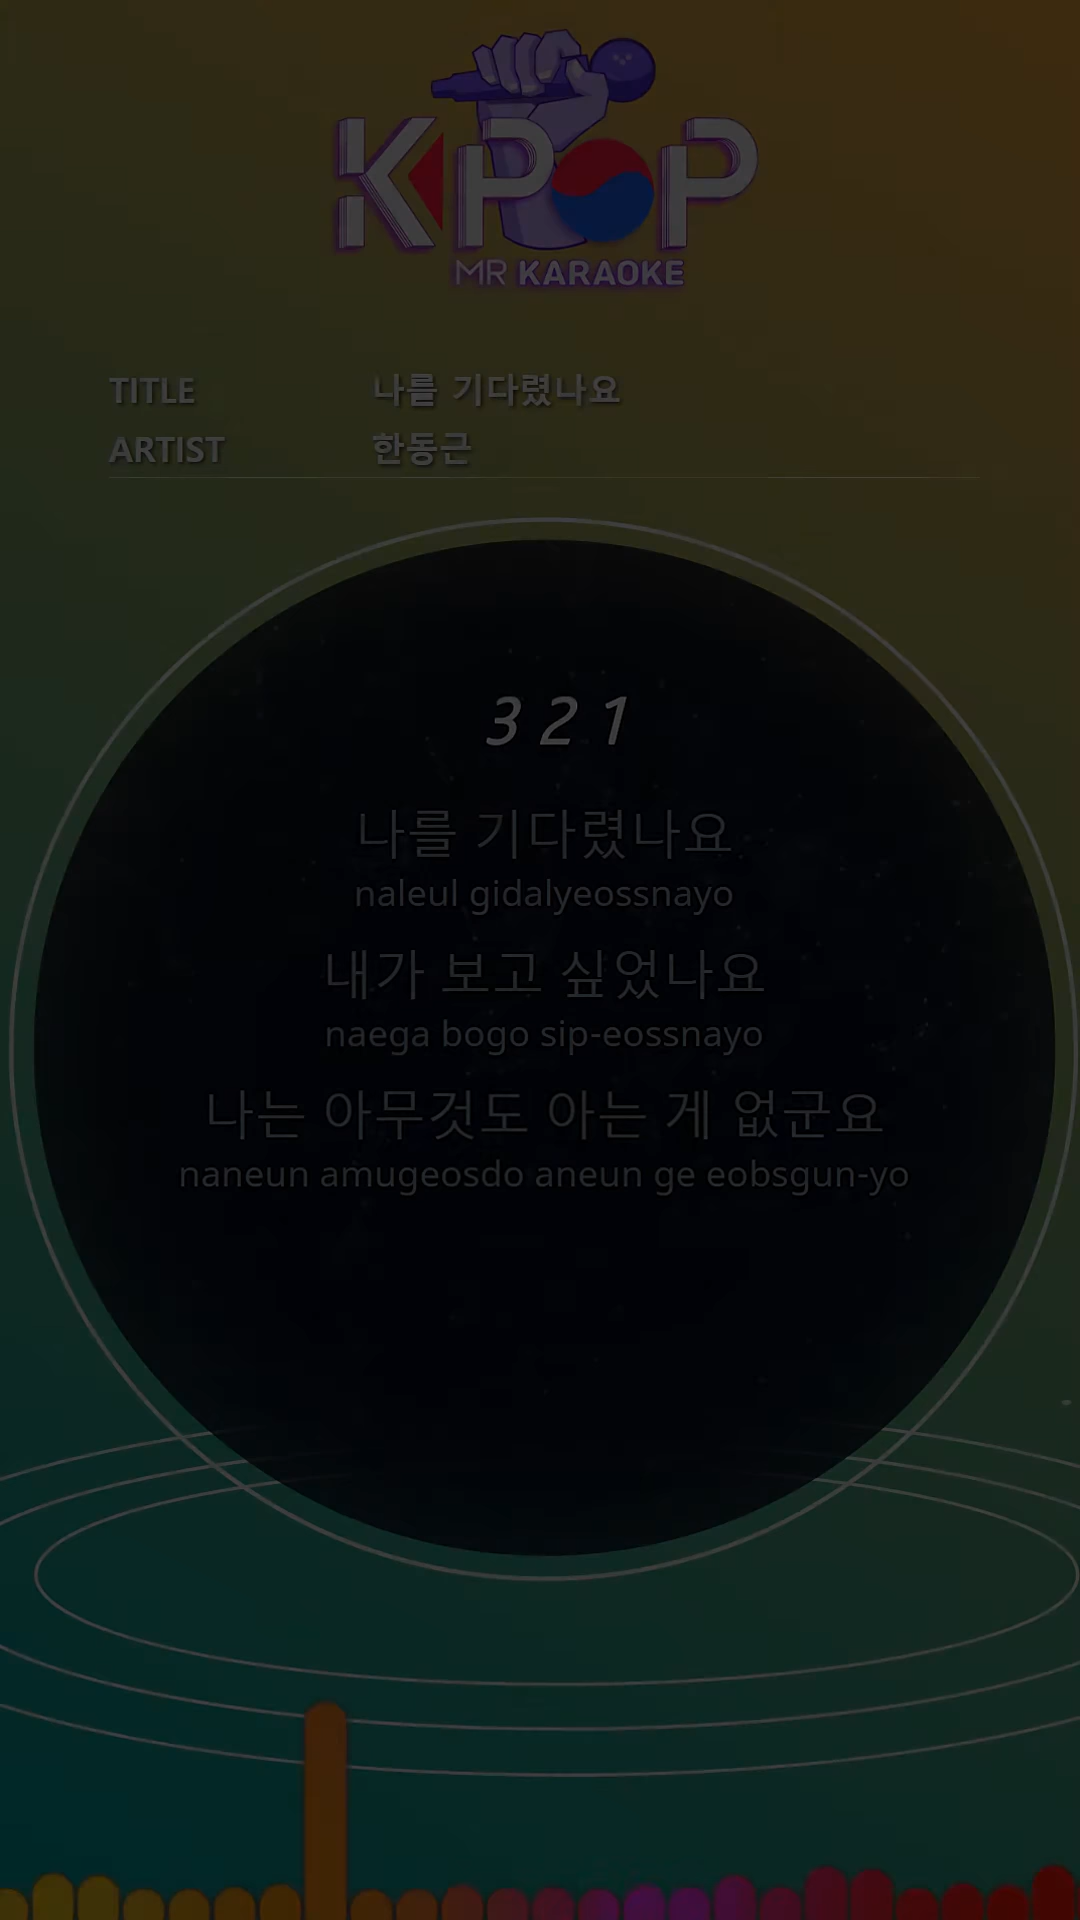 KPOP
MR KARAOKE
TITLE 나를 기다렸나요
ARTIST 한동근
3 2 1
나를 기다렸나요
naleul gidalyeossnayo
내가 보고 싶었나요
naega bogo sip-eossnayo
나는 아무것도 아는 게 없군요
naneun amugeosdo aneun ge eobsgun-yo